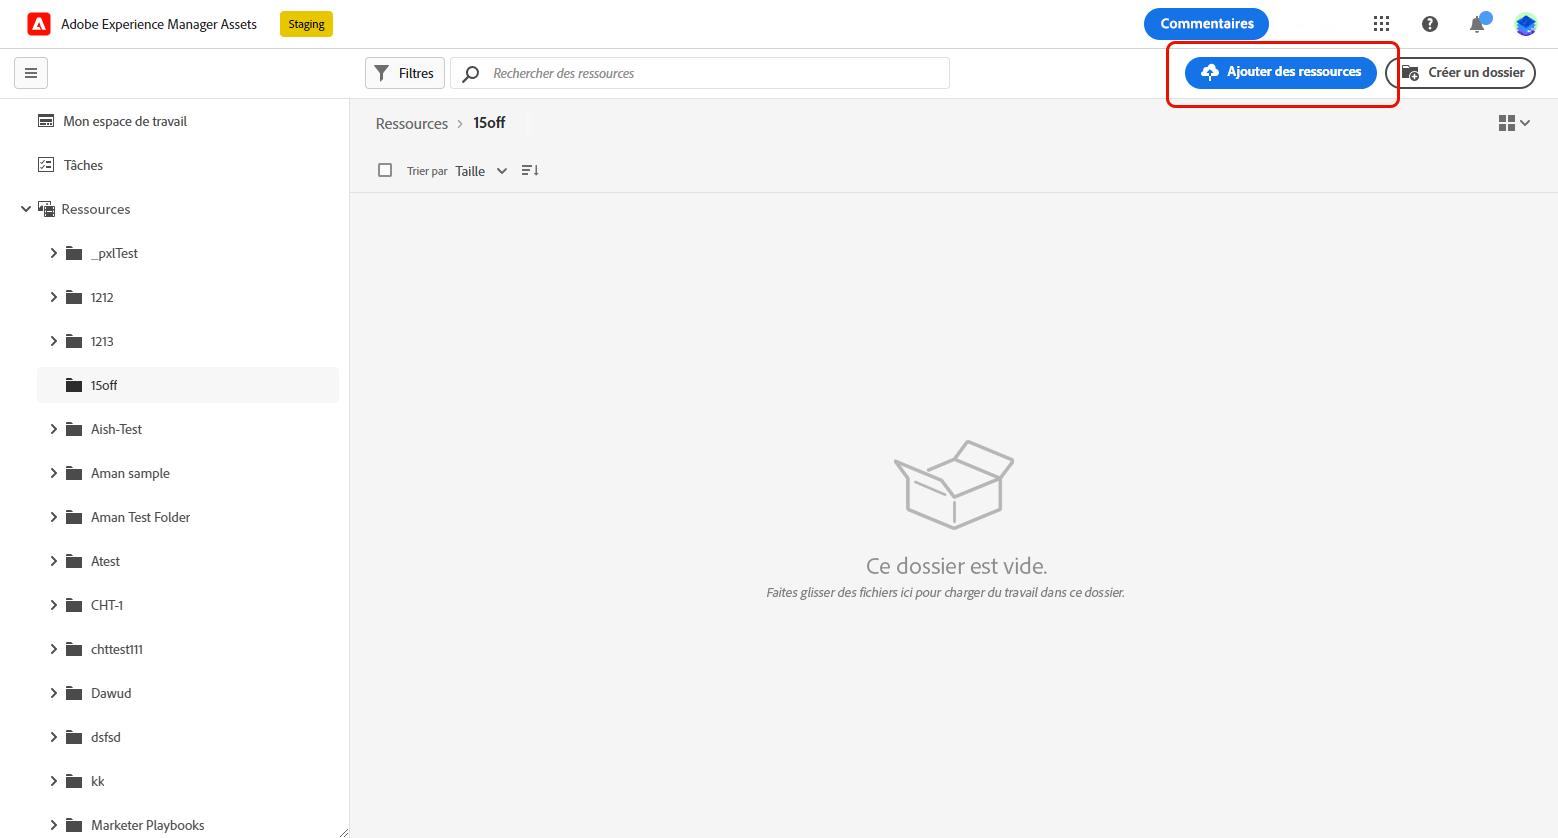 Adobe Experience Manager Assets
Staging
Commentaires
Filtres
Rechercher des ressources
Ajouter des ressources
Créer un dossier
Mon espace de travail
Tâches
Ressources
_pxlTest
1212
1213
15off
Aish-Test
Aman sample
Aman Test Folder
Atest
CHT-1
chttest111
Dawud
dsfsd
kk
Marketer Playbooks
Ressources > 15off
Trier par Taille
Ce dossier est vide.
Faites glisser des fichiers ici pour charger du travail dans ce dossier.